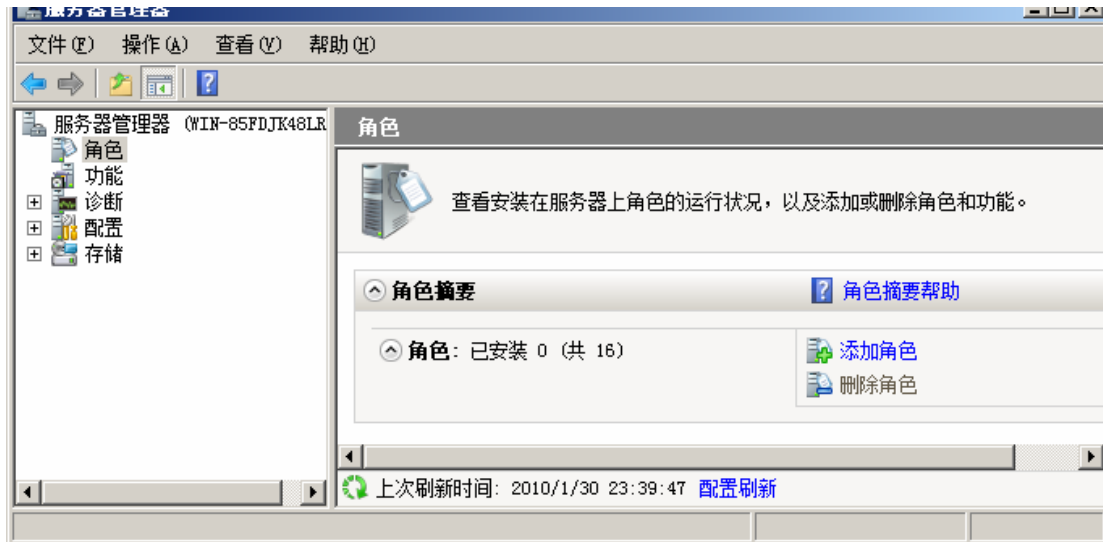 服务器管理器
文件(F) 操作(A) 查看(V) 帮助(H)
服务器管理器 (WIN-85FDJK48LR
角色
功能
诊断
配置
存储
角色
查看安装在服务器上角色的运行状况，以及添加或删除角色和功能。
角色摘要
角色摘要帮助
角色: 已安装 0 (共 16)
添加角色
删除角色
上次刷新时间: 2010/1/30 23:39:47 配置刷新